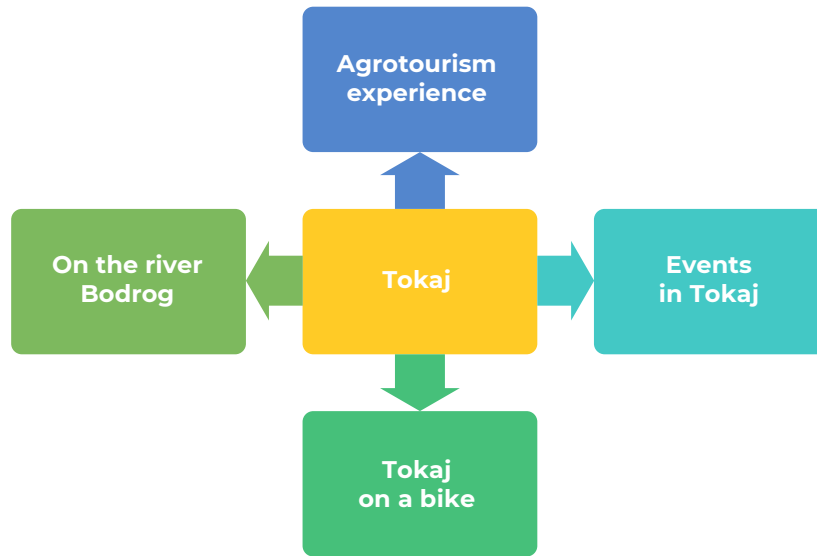 Agrotourism
experience
On the river
Bodrog
Tokaj
Events
in Tokaj
Tokaj
on a bike